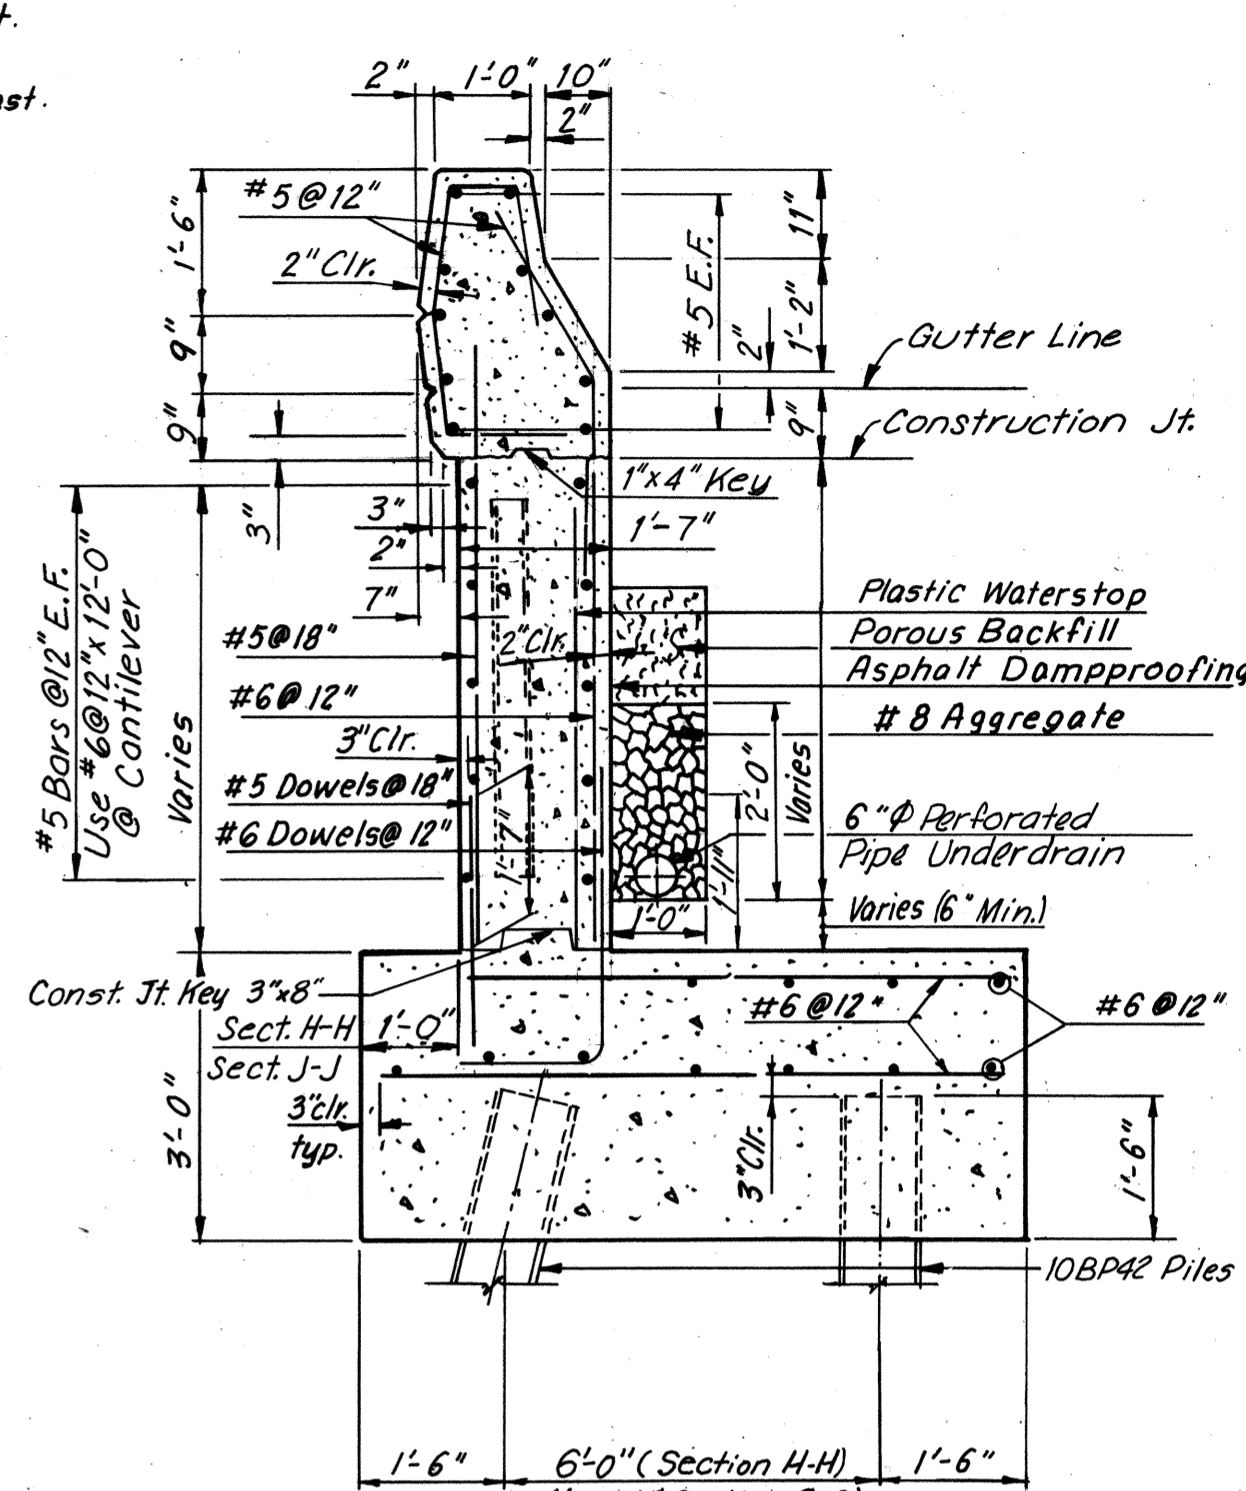 t.
st.
2" 1'-0" 10"
2"
#5@12"
2" Clr.
1'-6"
9"
9"
3"
#5 E.F.
11"
1'-2"
2"
9"
Gutter Line
Construction Jt.
1"x4" Key
3"
2"
7"
1'-7"
#5 Bars @12" E.F.
Use #6@12"x12'-0"
@ Cantilever
Varies
#5@18"
2"Clr.
#6@12"
3"Clr.
#5 Dowels@18"
#6 Dowels@12"
1'-7"
Plastic Waterstop
Porous Backfill
Asphalt Dampproofing
#8 Aggregate
2'-0"
Varies
6"Φ Perforated
Pipe Underdrain
1'-11"
1'-0"
Varies (6" Min.)
Const. Jt. Key 3"x8"
Sect. H-H 1'-0"
Sect. J-J
3"clr.
typ.
3'-0"
#6@12"
#6@12"
3"Clr.
1'-6"
10BP42 Piles
1'-6" 6'-0" (Section H-H) 1'-6"